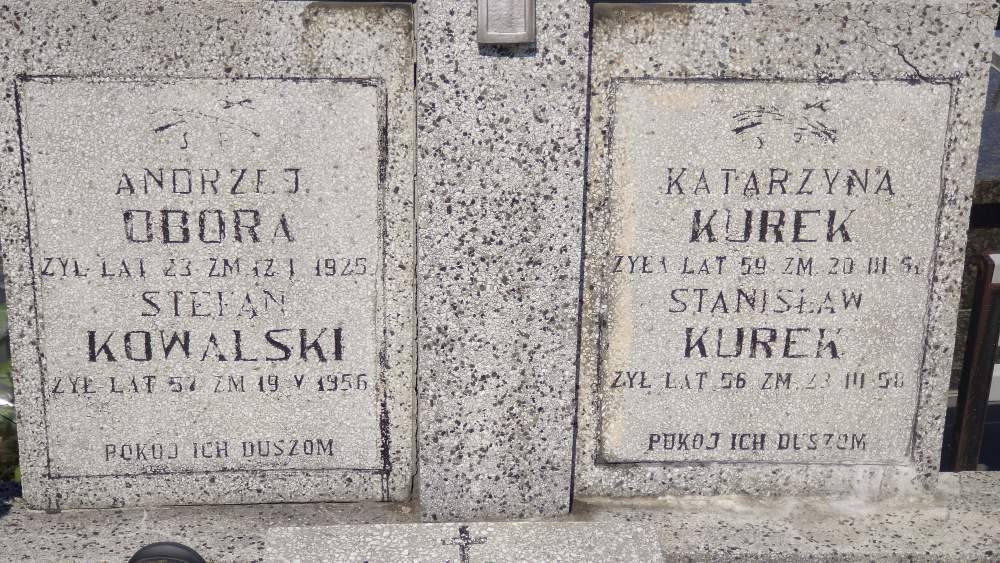 Ś P
ANDRZEJ
OBORA
ŻYŁ LAT 23 ZM 12 I 1925
STEFAN
KOWALSKI
ŻYŁ LAT ZM 19 V 1956
POKÓJ ICH DUSZOM
KATARZYNA
KUREK
ŻYŁA LAT 59 ZM. 20 III
STANISŁAW
KUREK
ŻYŁ LAT 56 ZM. 23 III 58
POKÓJ ICH DUSZOM